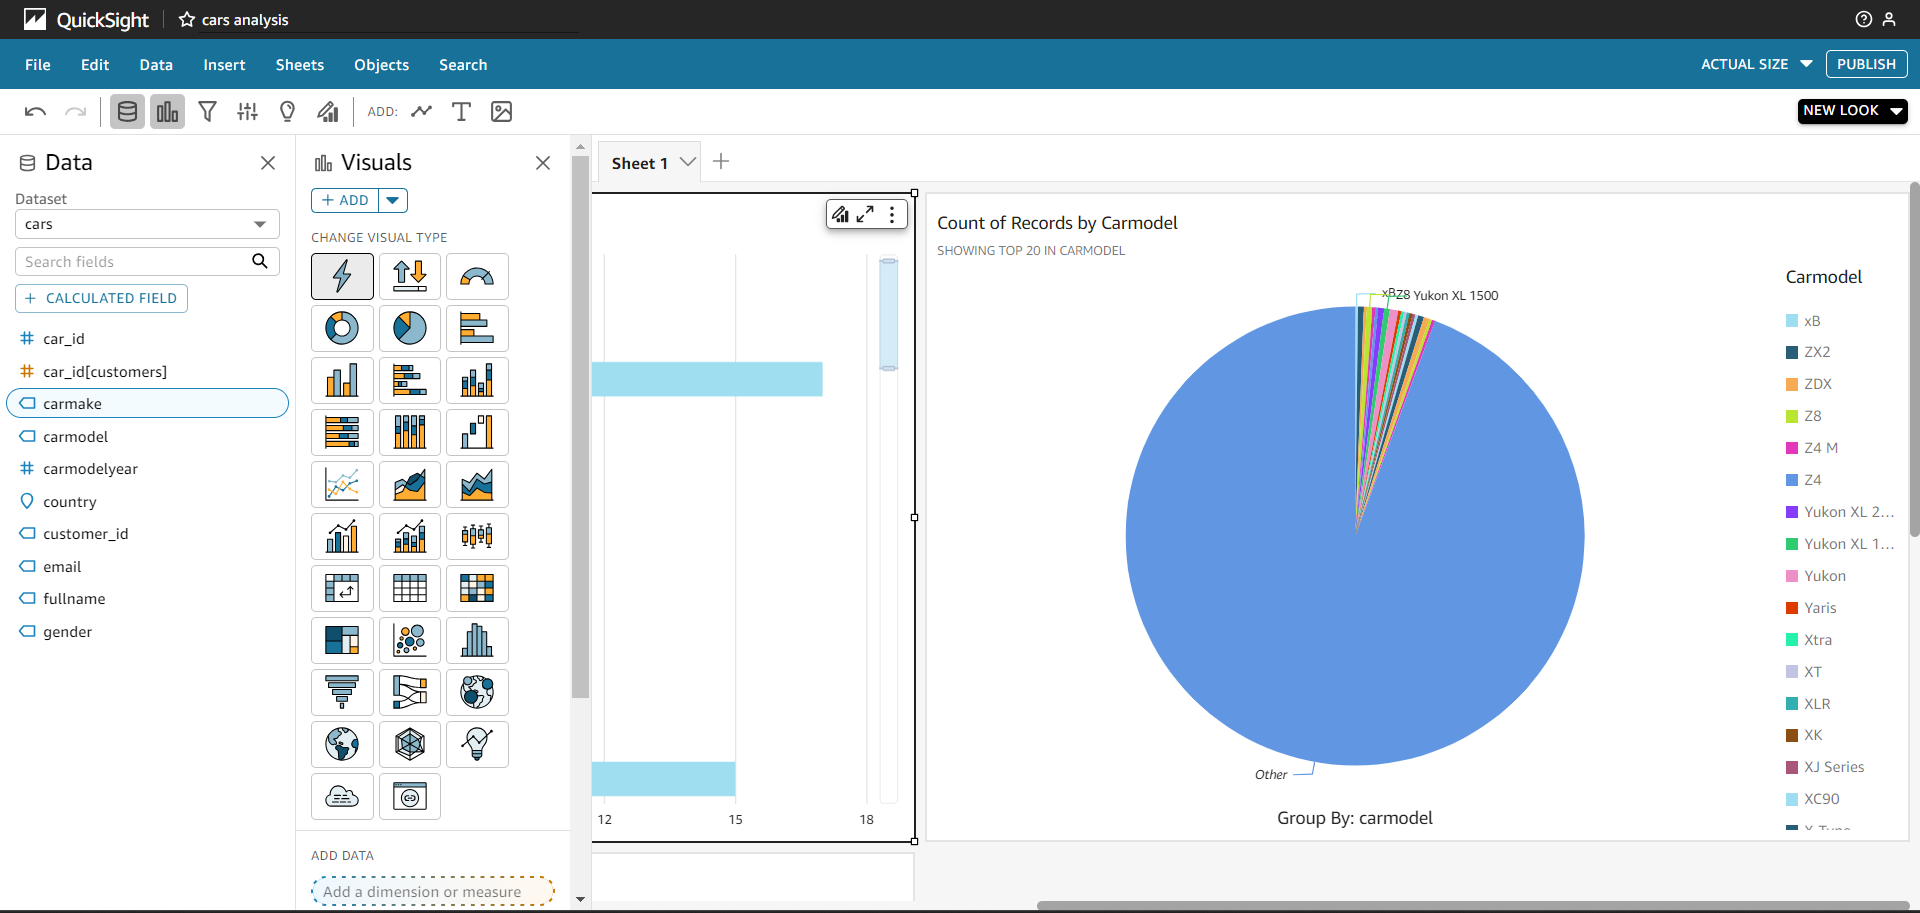 QuickSight
cars analysis
File Edit Data Insert Sheets Objects Search
ACTUAL SIZE
PUBLISH
ADD:
NEW LOOK
Data
Dataset
cars
Search fields
+ CALCULATED FIELD
car_id
car_id[customers]
carmake
carmodel
carmodelyear
country
customer_id
email
fullname
gender
Visuals
+ ADD
CHANGE VISUAL TYPE
ADD DATA
Add a dimension or measure
Sheet 1
12 15 18
Count of Records by Carmodel
SHOWING TOP 20 IN CARMODEL
xB Z8 Yukon XL 1500
Other
Group By: carmodel
Carmodel
xB
ZX2
ZDX
Z8
Z4 M
Z4
Yukon XL 2...
Yukon XL 1...
Yukon
Yaris
Xtra
XT
XLR
XK
XJ Series
XC90